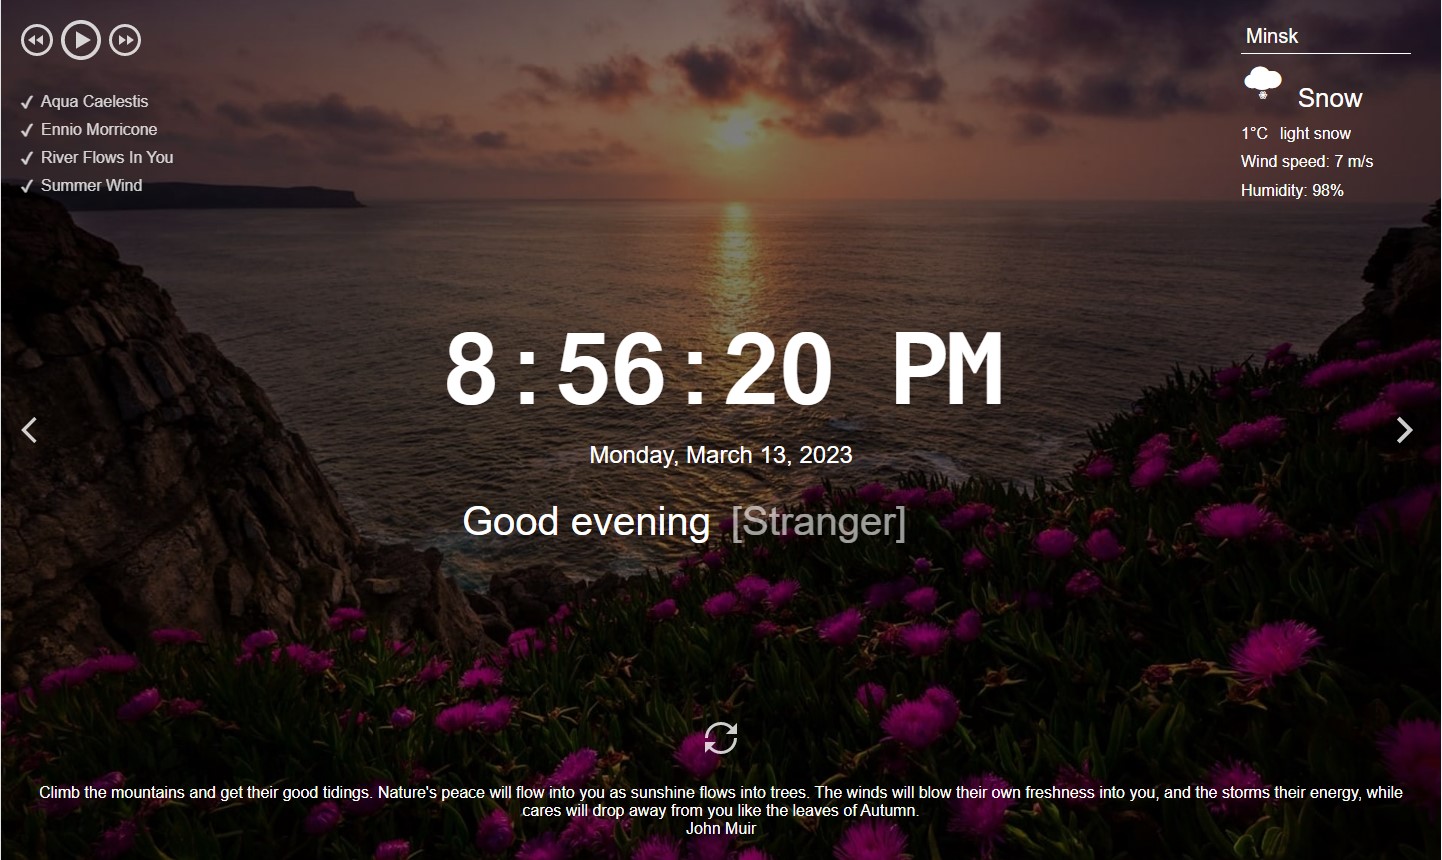 Minsk
Snow
1°C light snow
Wind speed: 7 m/s
Humidity: 98%
Aqua Caelestis
Ennio Morricone
River Flows In You
Summer Wind
8:56:20 PM
Monday, March 13, 2023
Good evening [Stranger]
Climb the mountains and get their good tidings. Nature's peace will flow into you as sunshine flows into trees. The winds will blow their own freshness into you, and the storms their energy, while
cares will drop away from you like the leaves of Autumn.
John Muir